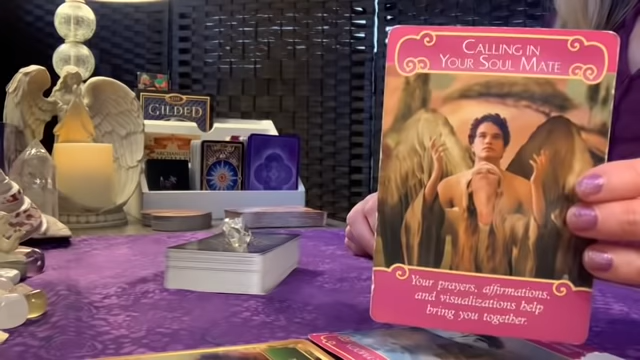 CALLING IN
YOUR SOUL MATE
Your prayers, affirmations,
and visualizations help
bring you together.
GILDED